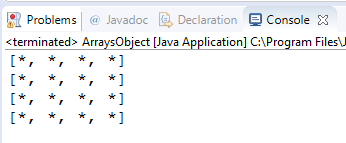 Problems @ Javadoc Declaration Console
<terminated> ArraysObject [Java Application] C:\Program Files\J
[*, *, *, *]
[*, *, *, *]
[*, *, *, *]
[*, *, *, *]